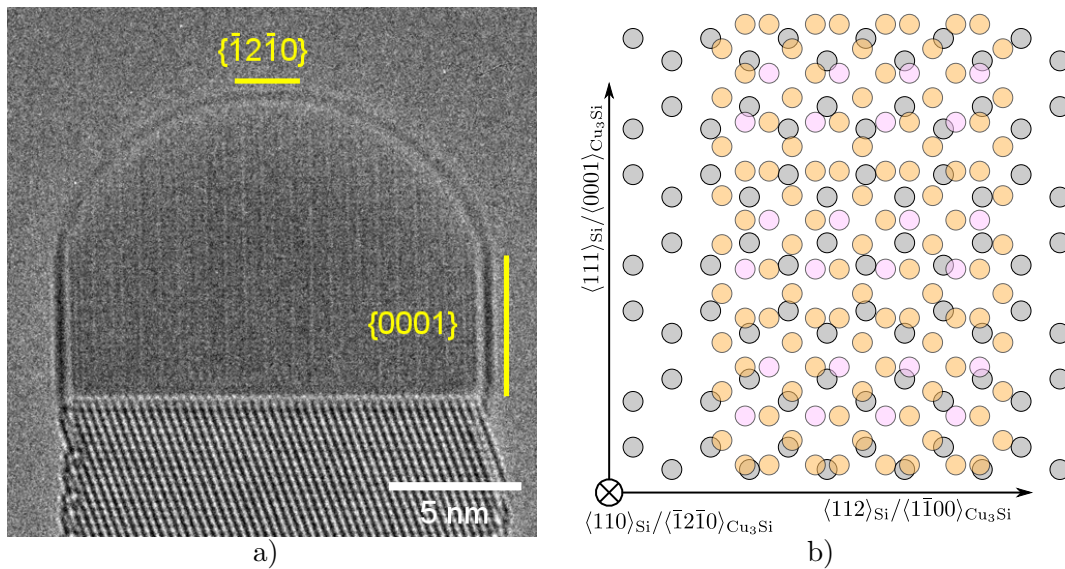 {1̄21̄0}
{0001}
5 nm
a)
⟨111⟩Si/⟨0001⟩Cu₃Si
⟨110⟩Si/⟨1̄21̄0⟩Cu₃Si
⟨112⟩Si/⟨11̄00⟩Cu₃Si
b)